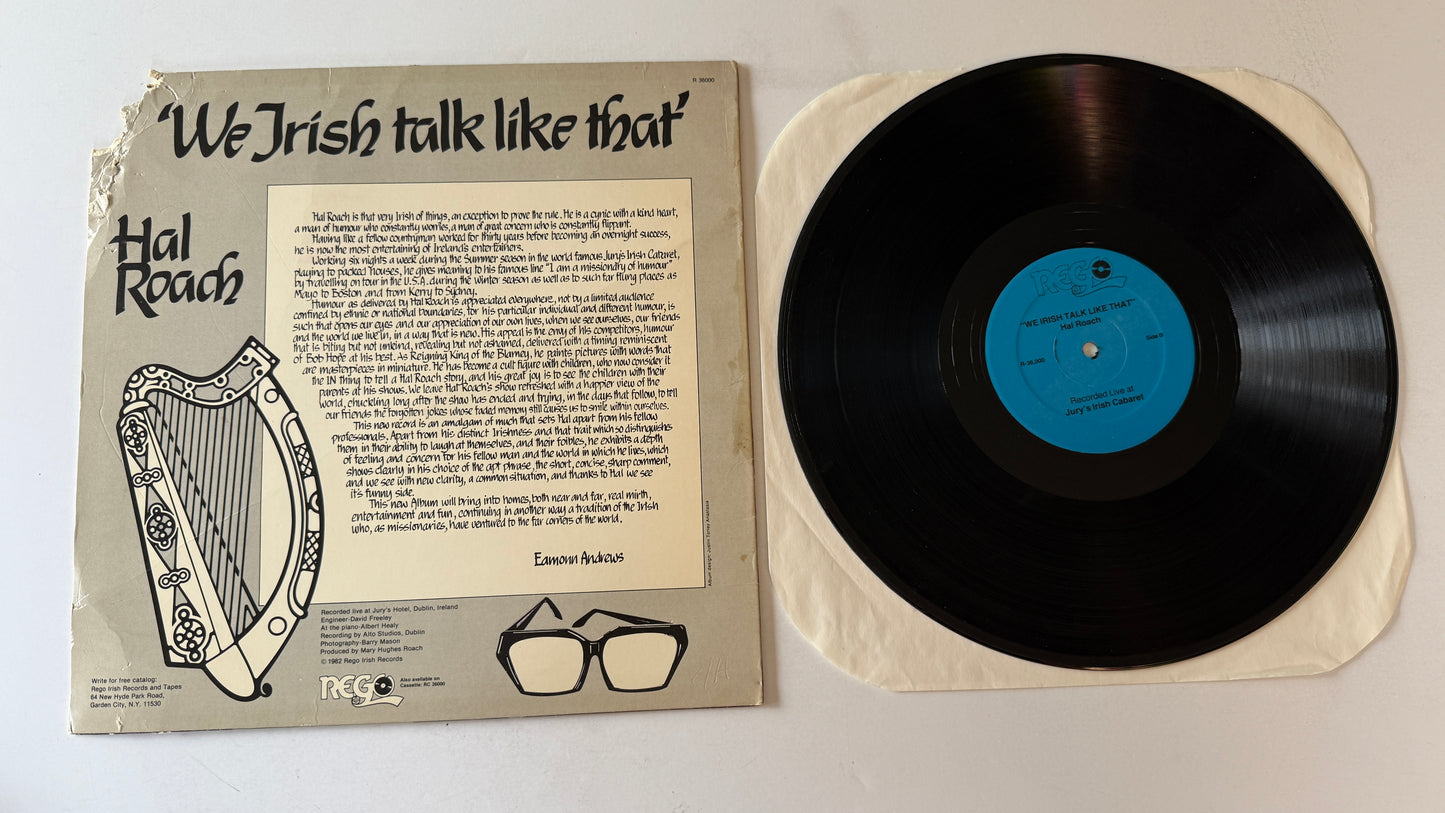 R 36000
'We Irish talk like that'
Hal
Roach
Hal Roach is that very Irish of things, an exception to prove the rule. He is a cynic with a kind heart,
a man of humour who constantly worries, a man of great concern who is constantly flippant.
Having like a fellow countryman worked for thirty years before becoming an overnight success,
he is now the most entertaining of Ireland's entertainers.
Working six nights a week during the Summer season in the world famous Jury's Irish Cabaret,
playing to packed houses, he gives meaning to his famous line "I am a missionary of humour"
by travelling on tour in the U.S.A. during the winter season as well as to such far flung places as
Mayo to Boston and from Kerry to Sydney.
Humour as delivered by Hal Roach is appreciated everywhere, not by a limited audience
confined by ethnic or national boundaries, for his particular individual and different humour, is
such that opens our eyes and our appreciation of our own lives, when we see ourselves, our friends
and the world we live in, in a way that is new. His appeal is the envy of his competitors, humour
that is biting but not unkind, revealing but not ashamed, delivered with a timing reminiscent
of Bob Hope at his best. As Reigning King of the Blarney, he paints pictures with words that
are masterpieces in miniature. He has become a cult figure with children, who now consider it
the IN thing to tell a Hal Roach story, and his great joy is to see the children with their
parents at his shows. We leave Hal Roach's show refreshed with a happier view of the
world, chuckling long after the show has ended and trying, in the days that follow, to tell
our friends the forgotten jokes whose faded memory still causes us to smile within ourselves.
This new record is an amalgam of much that sets Hal apart from his fellow
professionals. Apart from his distinct Irishness and that trait which so distinguishes
them in their ability to laugh at themselves, and their foibles, he exhibits a depth
of feeling and concern for his fellow man and the world in which he lives, which
shows clearly in his choice of the apt phrase, the short, concise, sharp comment,
and we see with new clarity, a common situation, and thanks to Hal we see
it's funny side.
This new Album will bring into homes, both near and far, real mirth,
entertainment and fun, continuing in another way a tradition of the Irish
who, as missionaries, have ventured to the far corners of the world.
Eamonn Andrews
Album design: Justin Torrey Anastasia
Recorded live at Jury's Hotel, Dublin, Ireland
Engineer-David Freeley
At the piano-Albert Healy
Recording by Alto Studios, Dublin
Photography-Barry Mason
Produced by Mary Hughes Roach
© 1982 Rego Irish Records
Write for free catalog:
Rego Irish Records and Tapes
64 New Hyde Park Road,
Garden City, N.Y. 11530
REGO
Also available on
Cassette: RC 36000
REGO
"WE IRISH TALK LIKE THAT"
Hal Roach
R-36,000
Side
Recorded Live at
Jury's Irish Cabaret